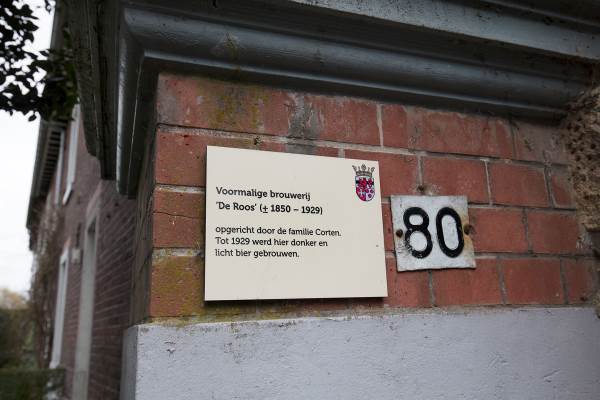 Voormalige brouwerij
'De Roos' (± 1850 – 1929)
opgericht door de familie Corten.
Tot 1929 werd hier donker en
licht bier gebrouwen.
80